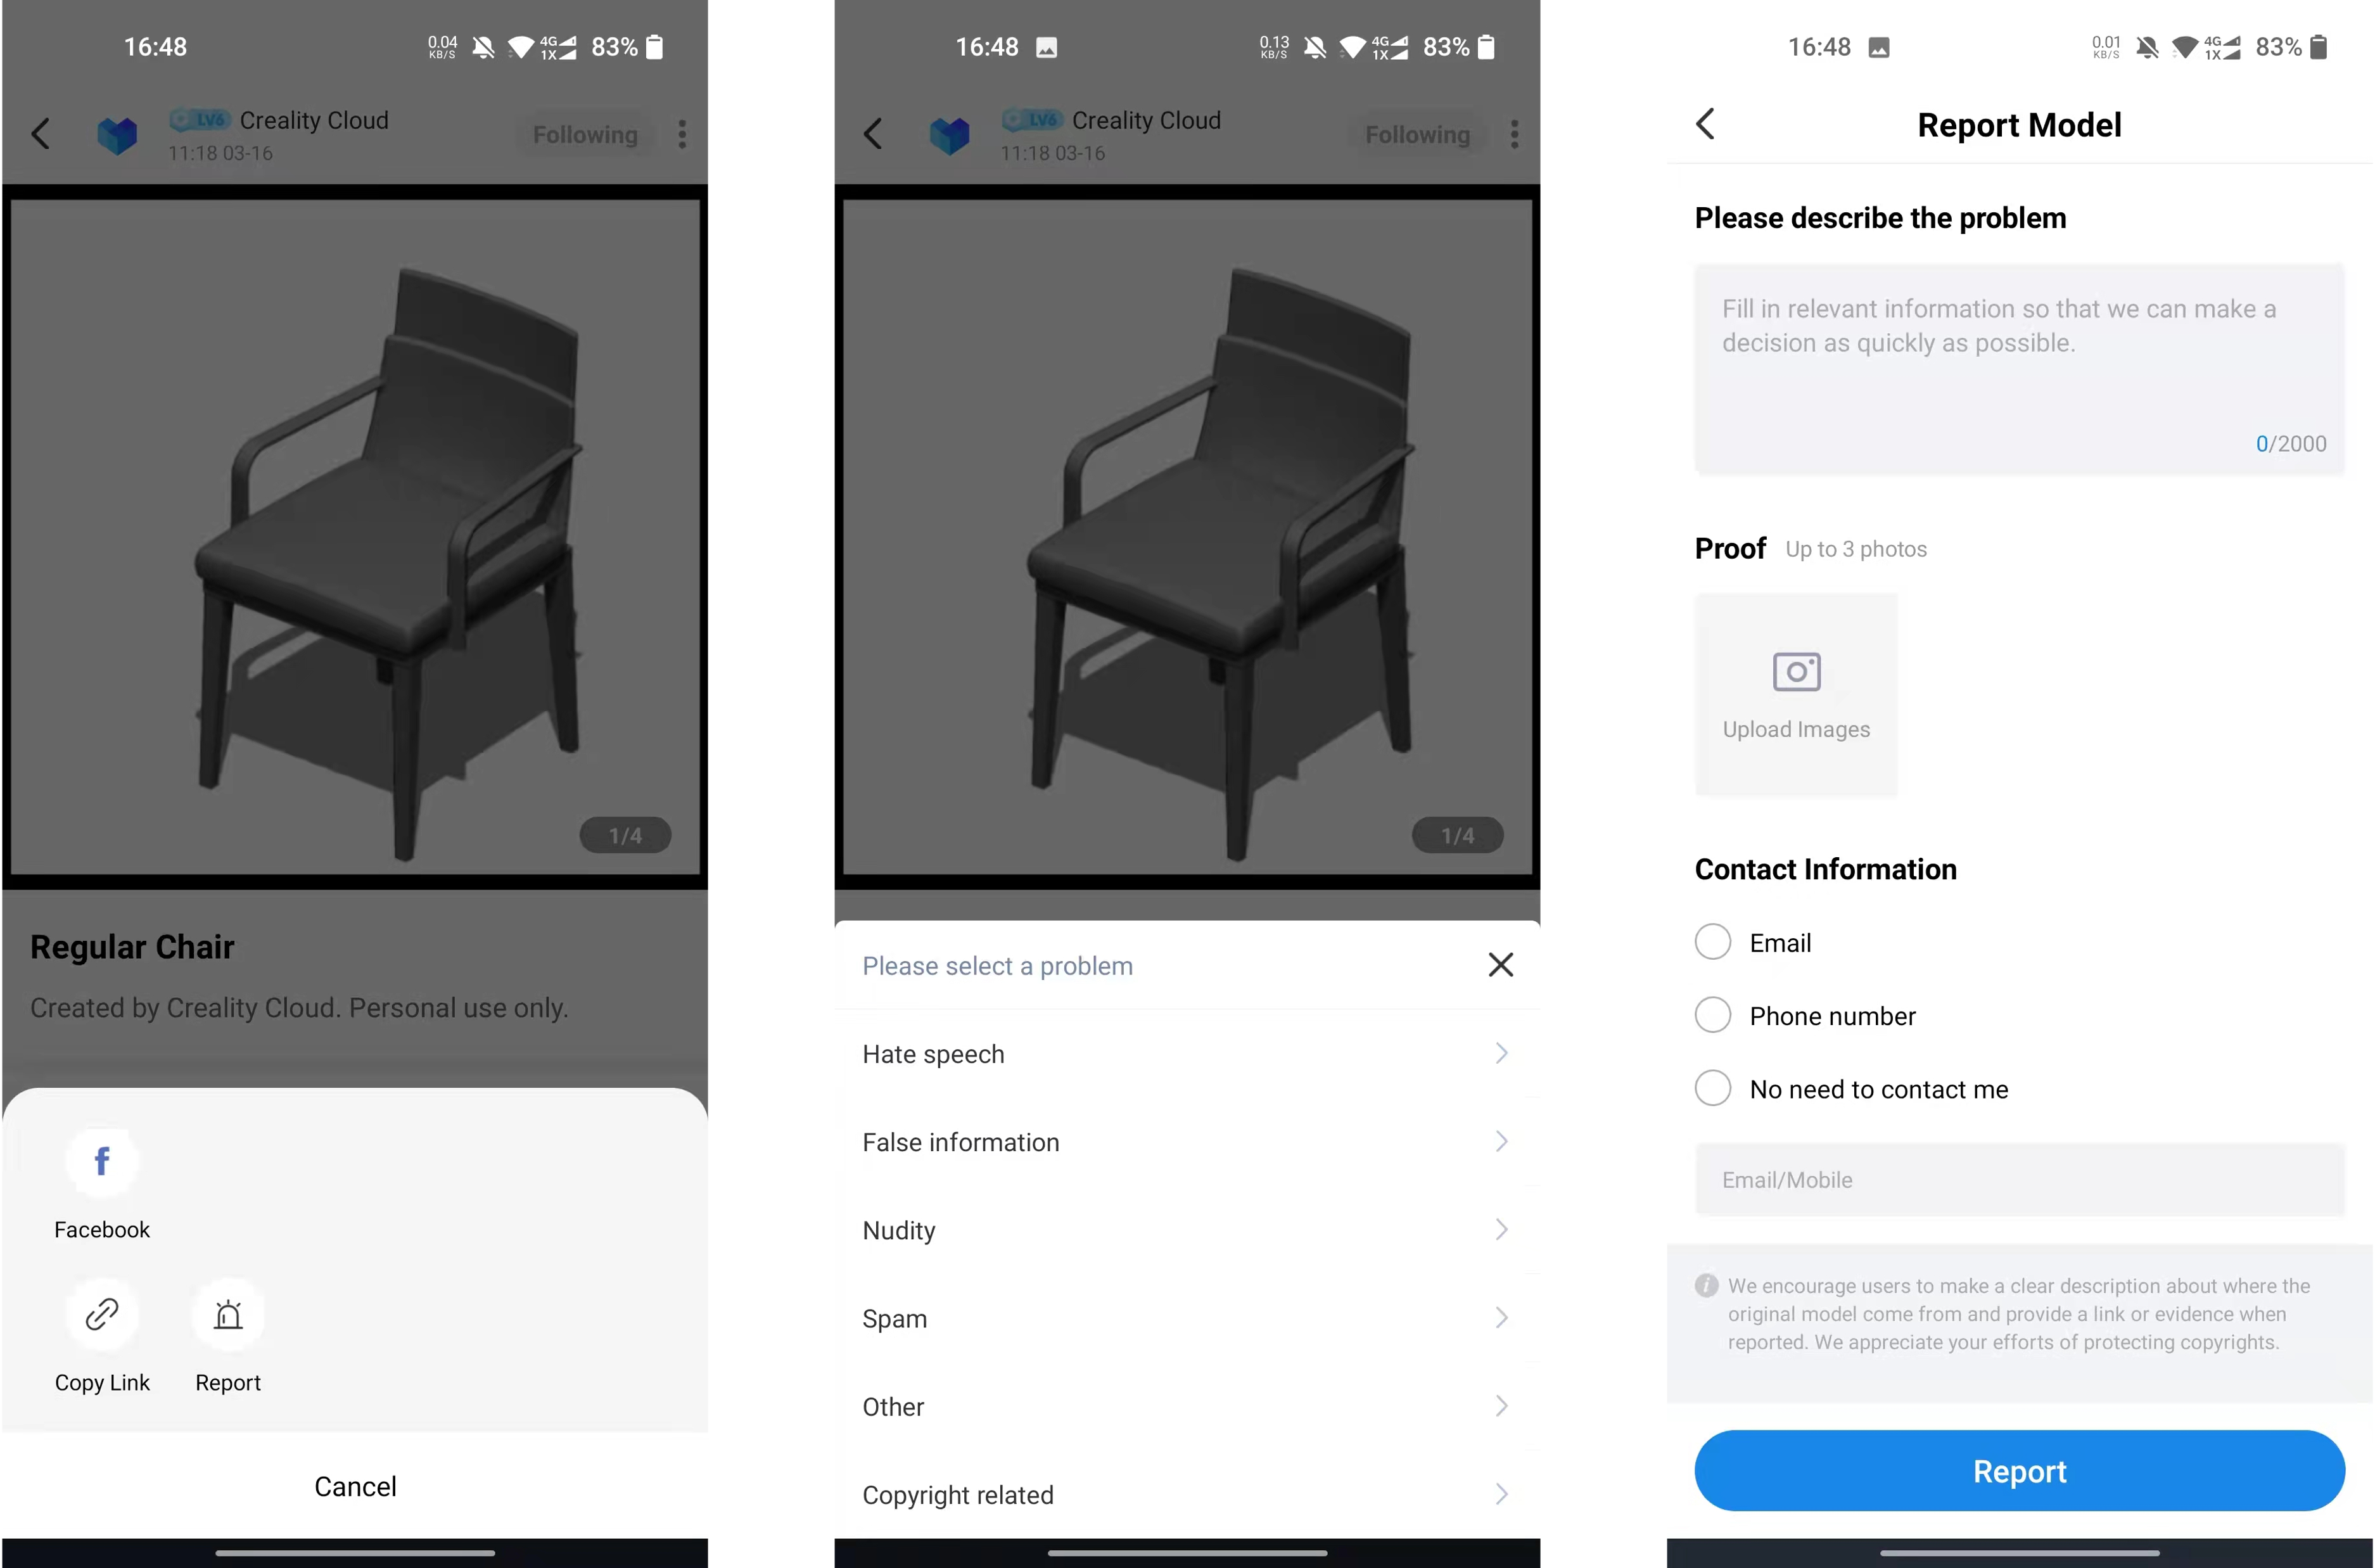 16:48
0.04
KB/S
4G
1X
83%
LV6 Creality Cloud
11:18 03-16
Following
1/4
Regular Chair
Created by Creality Cloud. Personal use only.
Facebook
Copy Link
Report
Cancel
16:48
0.13
KB/S
4G
1X
83%
LV6 Creality Cloud
11:18 03-16
Following
1/4
Please select a problem
Hate speech
False information
Nudity
Spam
Other
Copyright related
16:48
0.01
KB/S
4G
1X
83%
Report Model
Please describe the problem
Fill in relevant information so that we can make a
decision as quickly as possible.
0/2000
Proof Up to 3 photos
Upload Images
Contact Information
Email
Phone number
No need to contact me
Email/Mobile
We encourage users to make a clear description about where the
original model come from and provide a link or evidence when
reported. We appreciate your efforts of protecting copyrights.
Report